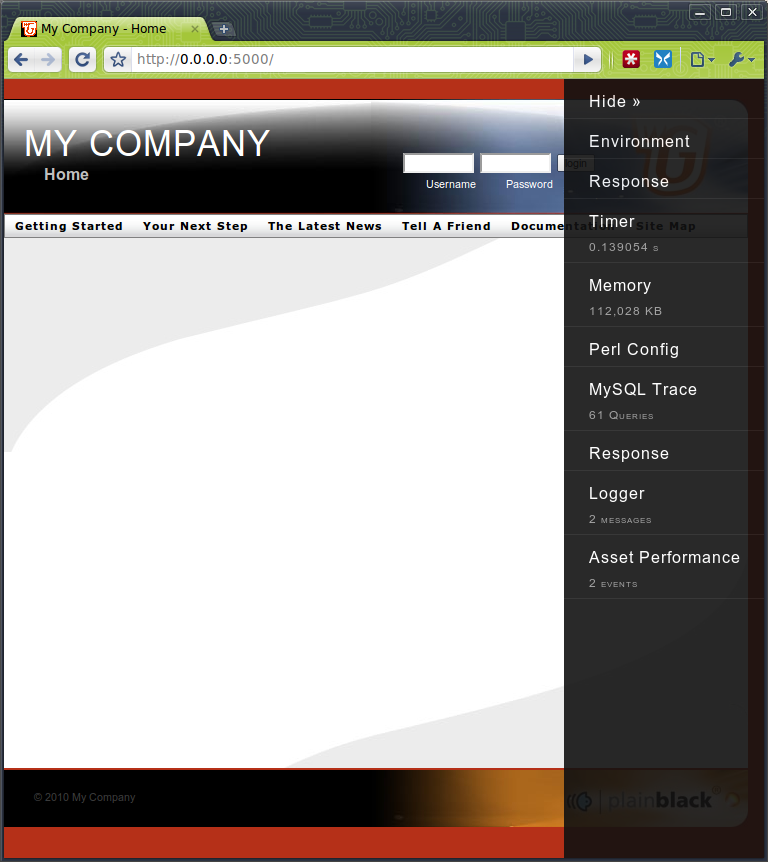 My Company - Home
http://0.0.0.0:5000/
MY COMPANY
Home
Username
Password
login
Getting Started
Your Next Step
The Latest News
Tell A Friend
Documentation
Site Map
Hide »
Environment
Response
Timer
0.139054 s
Memory
112,028 KB
Perl Config
MySQL Trace
61 Queries
Response
Logger
2 messages
Asset Performance
2 events
© 2010 My Company
plainblack